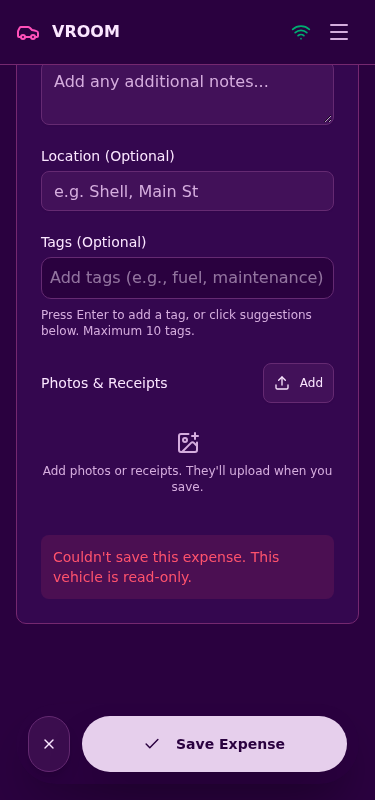 VROOM
Add any additional notes...
Location (Optional)
e.g. Shell, Main St
Tags (Optional)
Add tags (e.g., fuel, maintenance)
Press Enter to add a tag, or click suggestions
below. Maximum 10 tags.
Photos & Receipts
Add
Add photos or receipts. They'll upload when you
save.
Couldn't save this expense. This
vehicle is read-only.
Save Expense